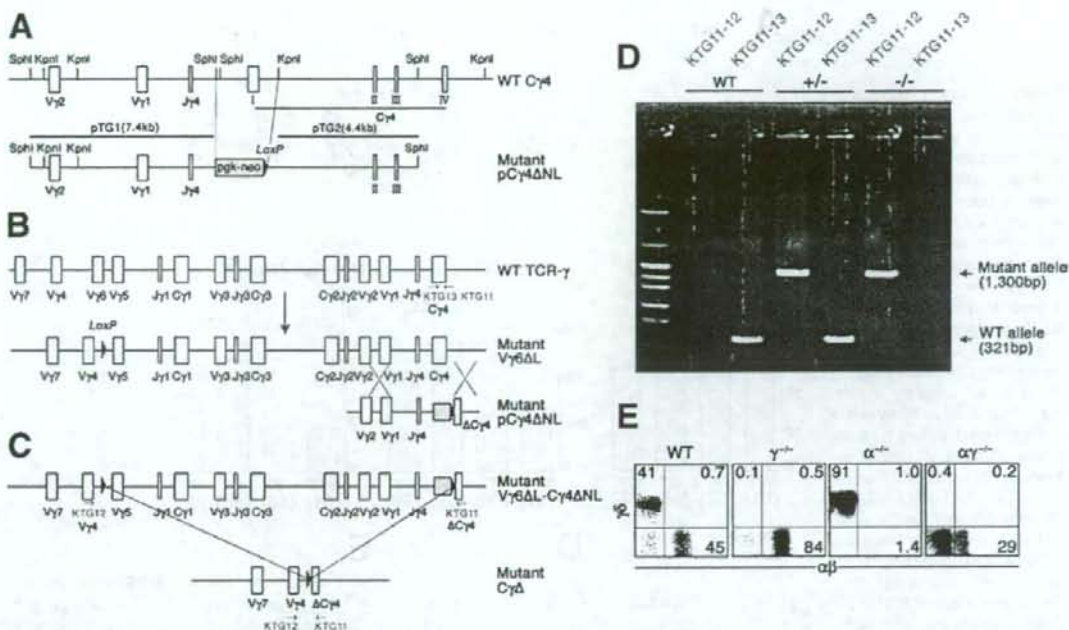 A
SphI KpnI KpnI SphI SphI KpnI SphI KpnI
WT Cγ4
Vγ2 Vγ1 Jγ4 I II III IV
Cγ4
pTG1(7.4kb) pTG2(4.4kb)
SphI KpnI KpnI LoxP SphI
pgk-neo
Mutant
pCγ4ΔNL
Vγ2 Vγ1 Jγ4 II III
B
WT TCR-γ
Vγ7 Vγ4 Vγ6 Vγ5 Jγ1 Cγ1 Vγ3 Jγ3 Cγ3 Cγ2 Jγ2 Vγ2 Vγ1 Jγ4 KTG13 KTG11
Cγ4
LoxP
Mutant
Vγ6ΔL
Vγ7 Vγ4 Vγ5 Jγ1 Cγ1 Vγ3 Jγ3 Cγ3 Cγ2 Jγ2 Vγ2 Vγ1 Jγ4 Cγ4
Mutant
pCγ4ΔNL
Vγ2 Vγ1 Jγ4 ΔCγ4
C
Mutant
Vγ6ΔL-Cγ4ΔNL
Vγ7 KTG12 Vγ5 Jγ1 Cγ1 Vγ3 Jγ3 Cγ3 Cγ2 Jγ2 Vγ2 Vγ1 Jγ4 KTG11
Vγ4 ΔCγ4
Mutant
CγΔ
Vγ7 Vγ4 ΔCγ4
KTG12 KTG11
D
KTG11-12 KTG11-13 KTG11-12 KTG11-13 KTG11-12 KTG11-13
WT +/- -/-
Mutant allele
(1,300bp)
WT allele
(321bp)
E
WT γ-/- α-/- αγ-/-
41 0.7 0.1 0.5 91 1.0 0.4 0.2
γδ
45 84 1.4 29
αβ